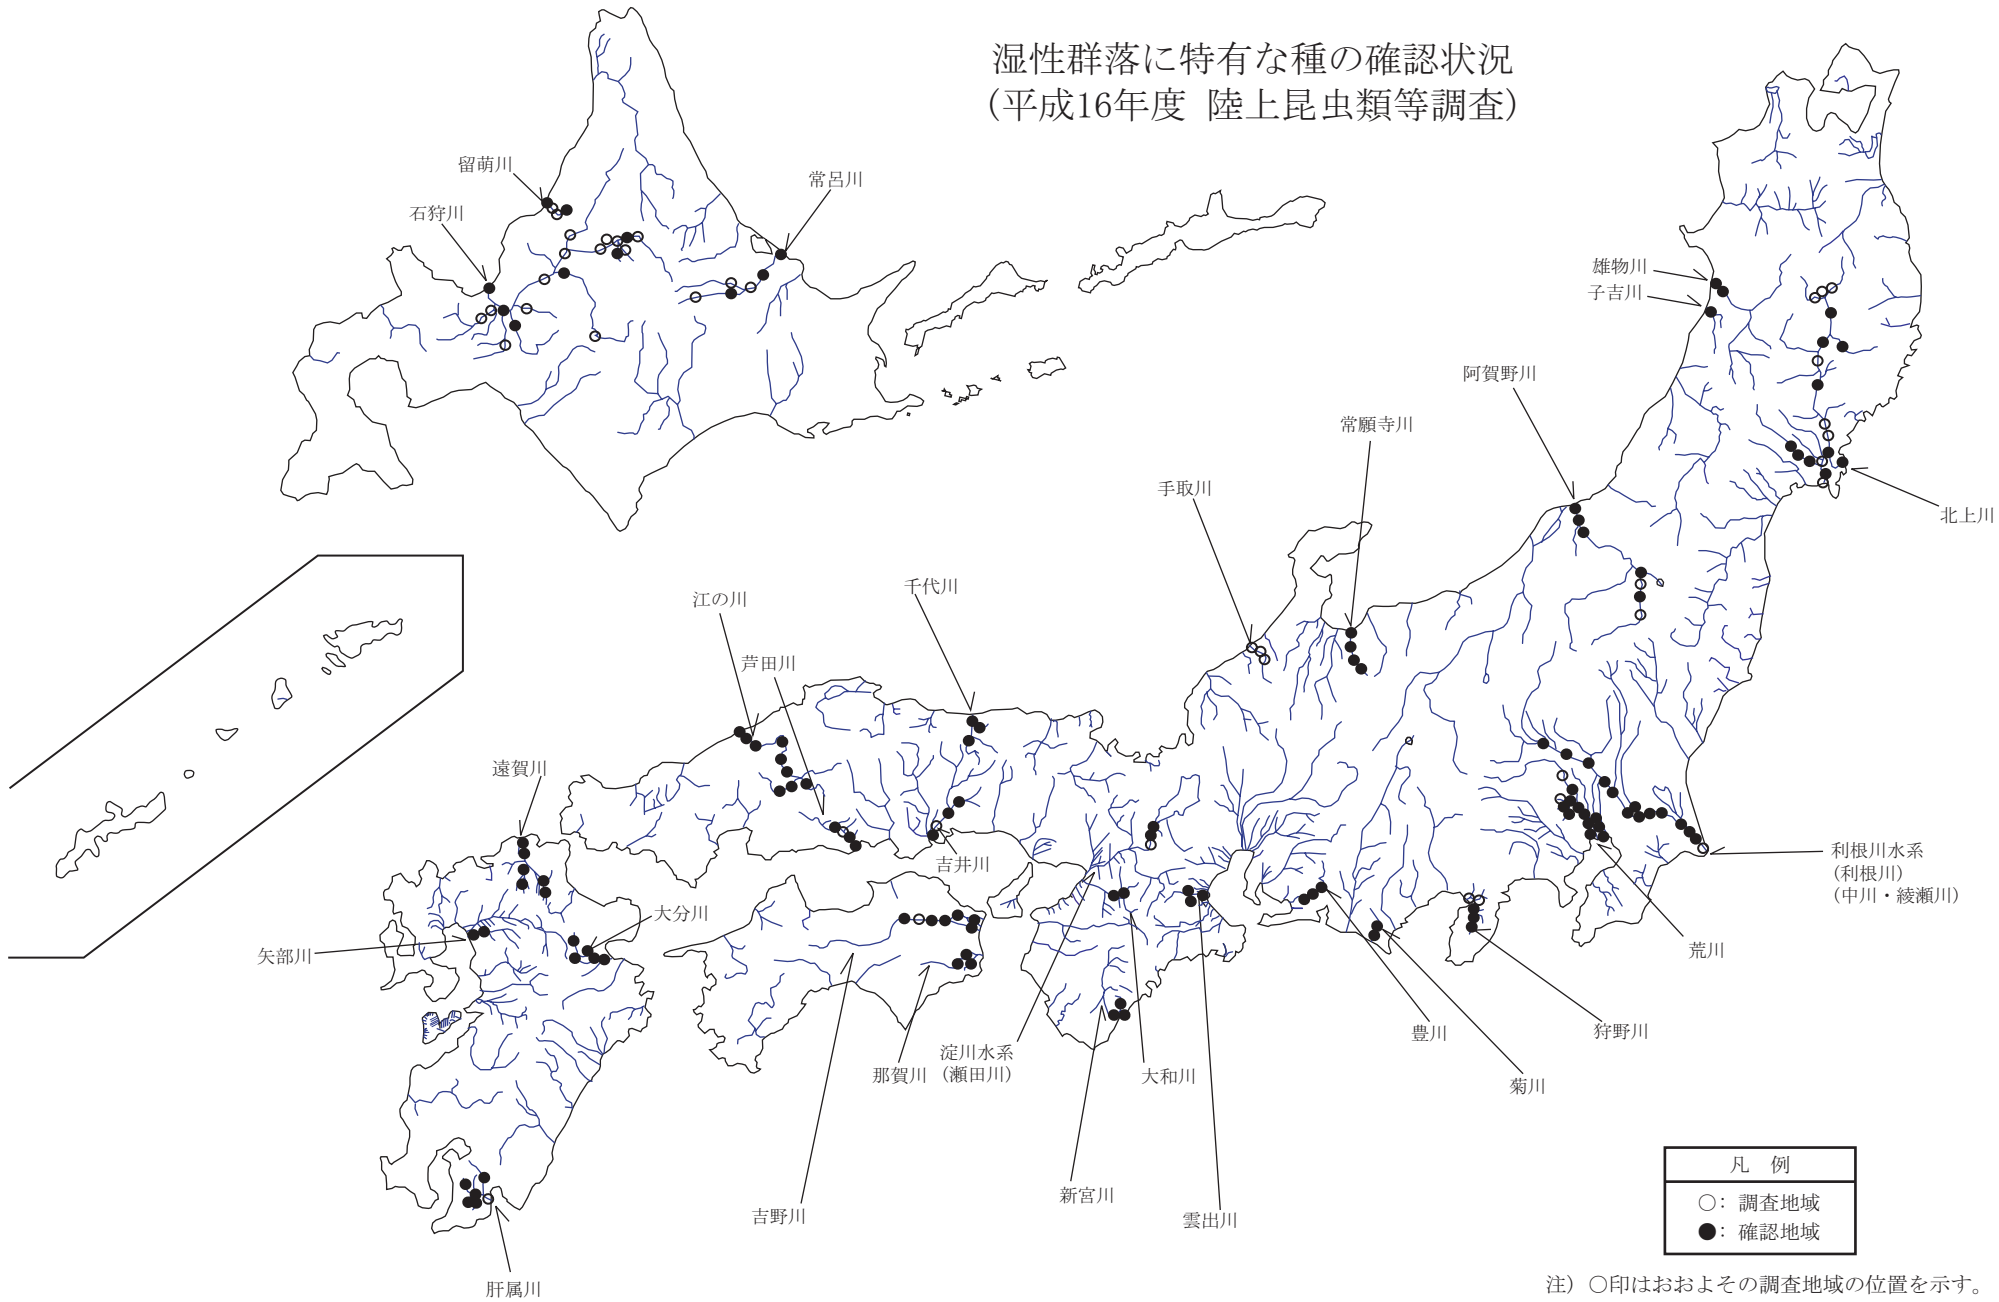 湿性群落に特有な種の確認状況
（平成16年度 陸上昆虫類等調査）
留萌川
常呂川
石狩川
雄物川
子吉川
阿賀野川
常願寺川
手取川
北上川
千代川
江の川
芦田川
遠賀川
吉井川
利根川水系
（利根川）
（中川・綾瀬川）
大分川
矢部川
荒川
豊川
狩野川
淀川水系
（瀬田川）
那賀川
大和川
菊川
新宮川
吉野川
雲出川
肝属川
凡 例
○：調査地域
●：確認地域
注）○印はおおよその調査地域の位置を示す。